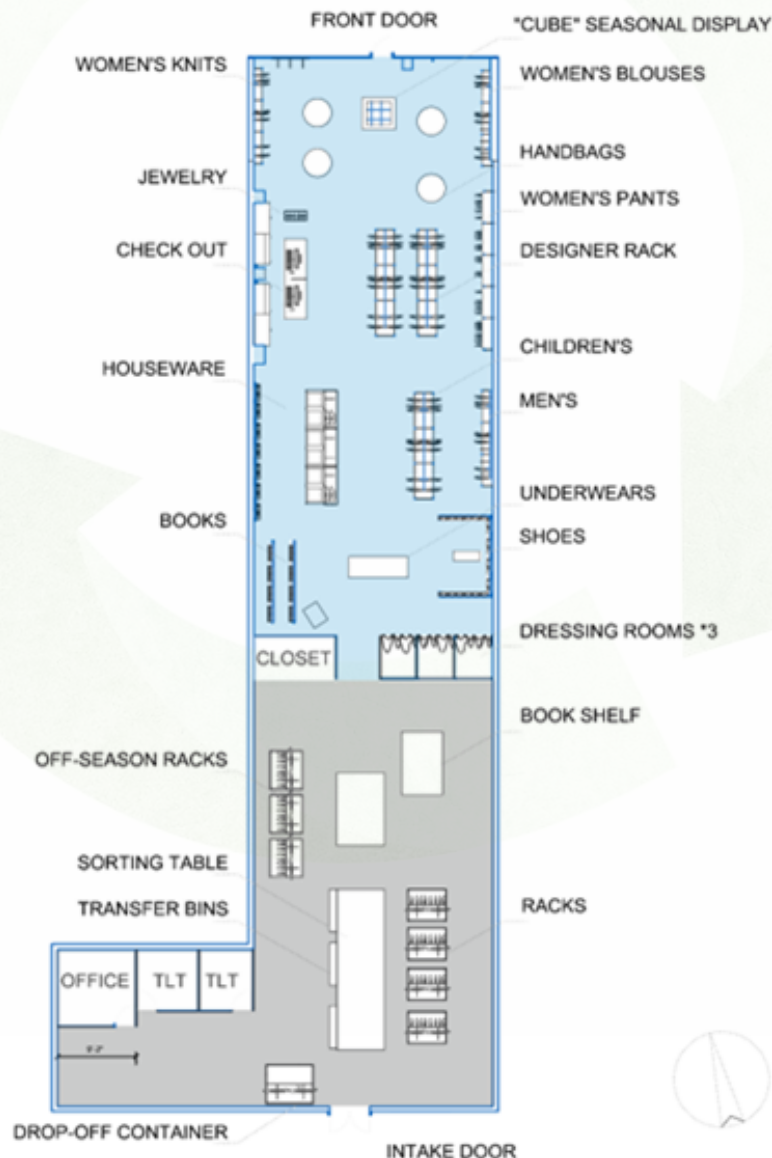 FRONT DOOR
"CUBE" SEASONAL DISPLAY
WOMEN'S KNITS
WOMEN'S BLOUSES
HANDBAGS
JEWELRY
WOMEN'S PANTS
CHECK OUT
DESIGNER RACK
CHILDREN'S
HOUSEWARE
MEN'S
UNDERWEARS
BOOKS
SHOES
DRESSING ROOMS *3
CLOSET
BOOK SHELF
OFF-SEASON RACKS
SORTING TABLE
TRANSFER BINS
RACKS
OFFICE
TLT
TLT
DROP-OFF CONTAINER
INTAKE DOOR